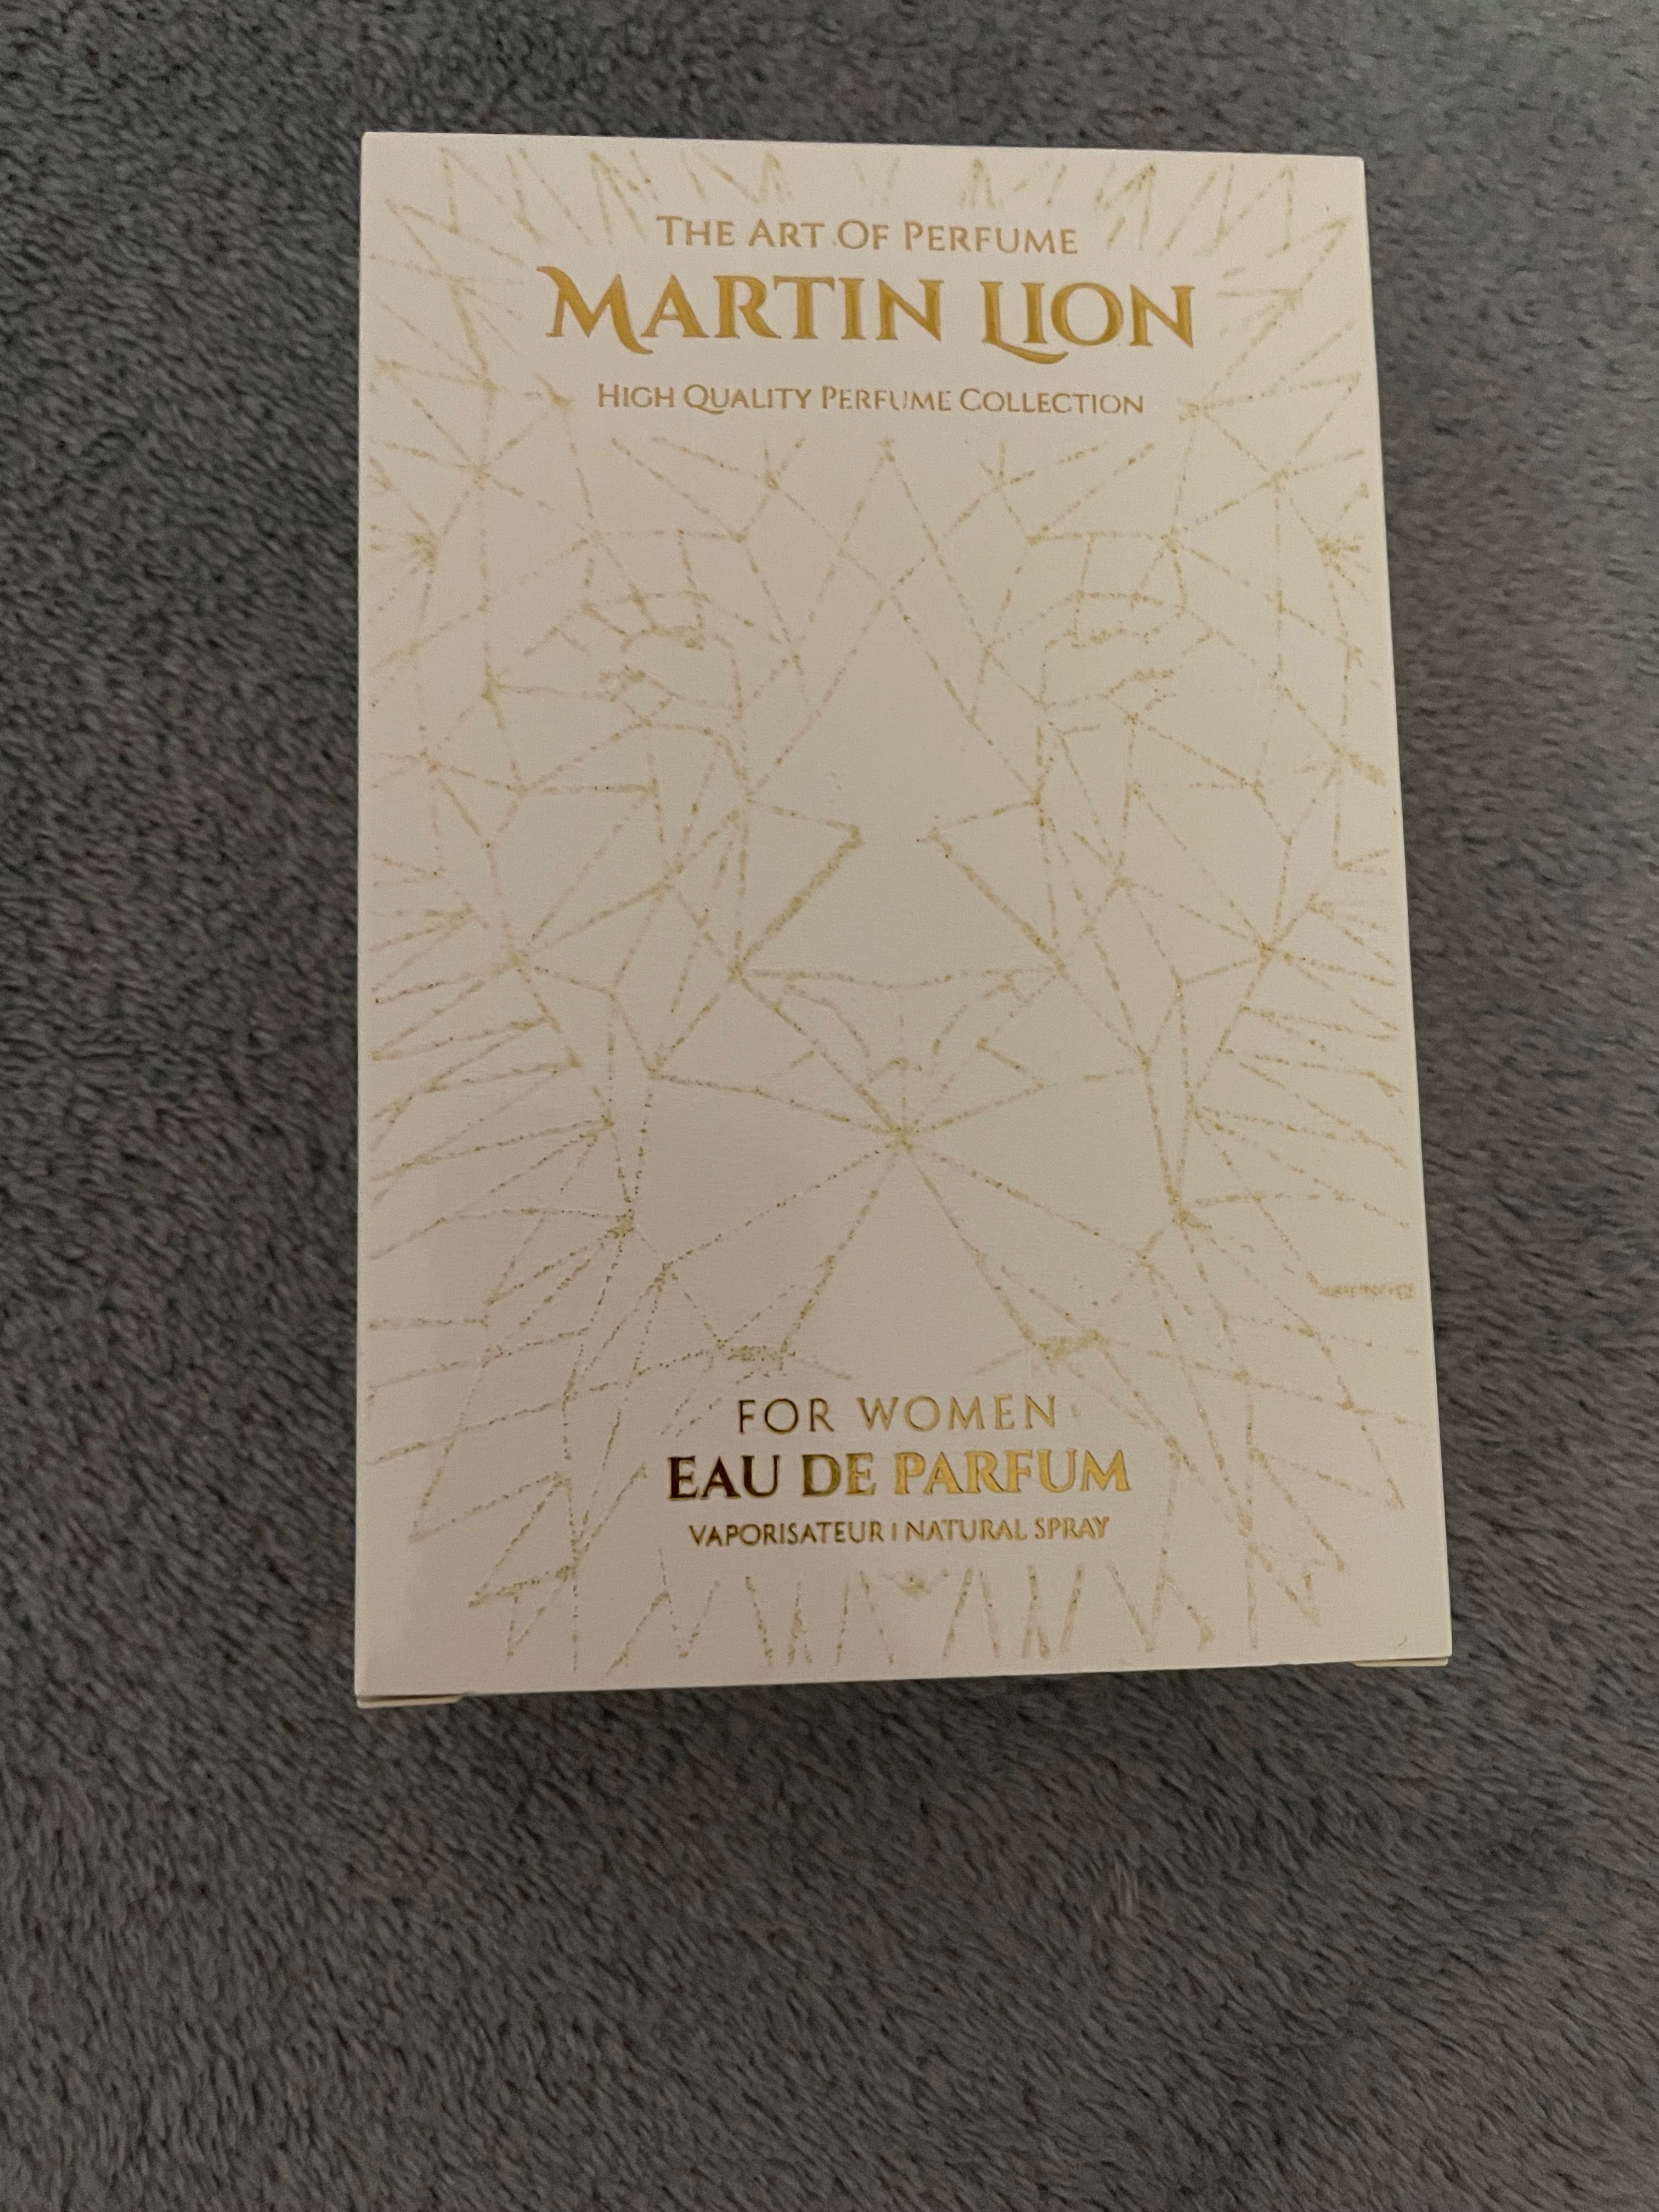 THE ART OF PERFUME
MARTIN LION
HIGH QUALITY PERFUME COLLECTION
FOR WOMEN
EAU DE PARFUM
VAPORISATEUR | NATURAL SPRAY